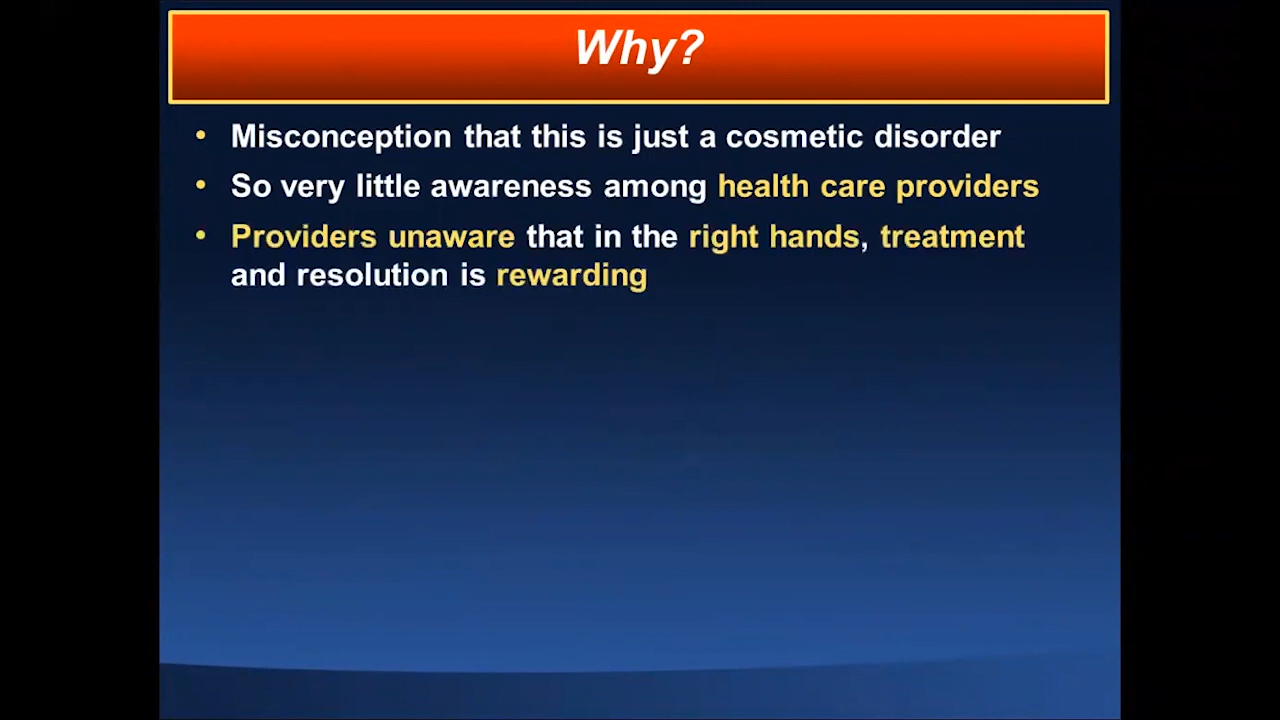 Why?
• Misconception that this is just a cosmetic disorder
• So very little awareness among health care providers
• Providers unaware that in the right hands, treatment
and resolution is rewarding